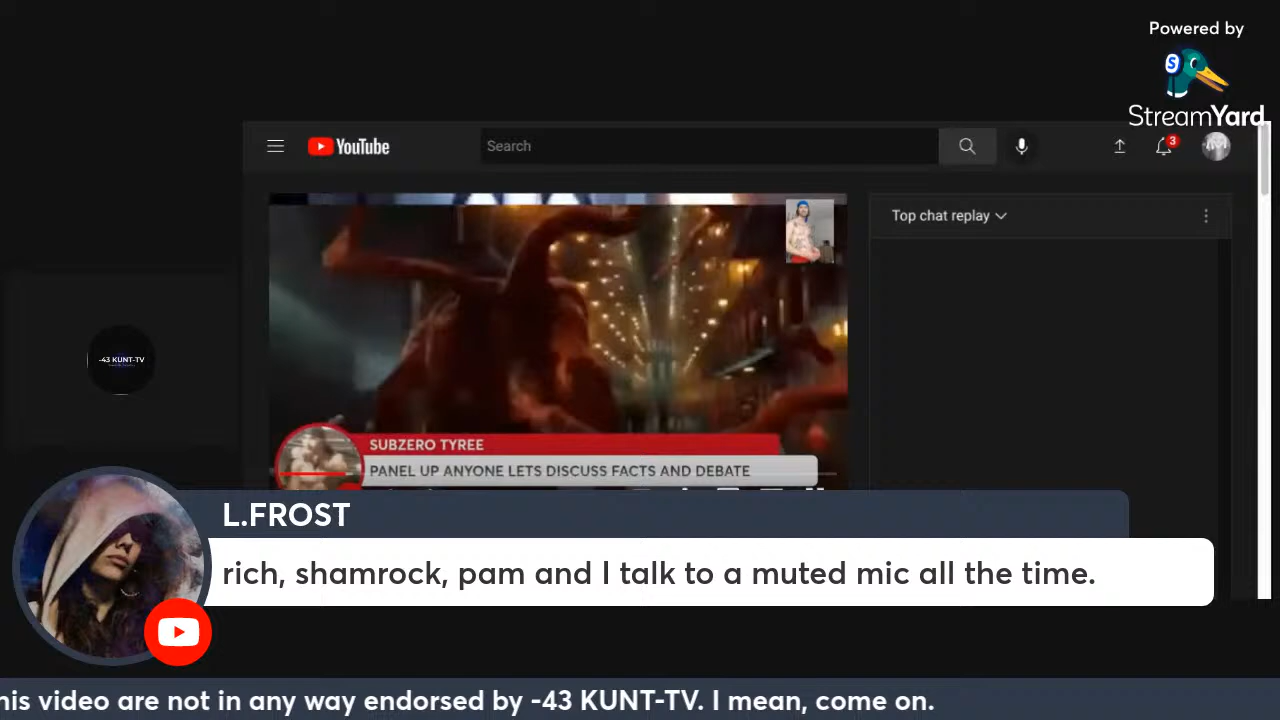 Powered by
StreamYard
YouTube
Search
3
Top chat replay
-43 KUNT-TV
SUBZERO TYREE
PANEL UP ANYONE LETS DISCUSS FACTS AND DEBATE
L.FROST
rich, shamrock, pam and I talk to a muted mic all the time.
his video are not in any way endorsed by -43 KUNT-TV. I mean, come on.